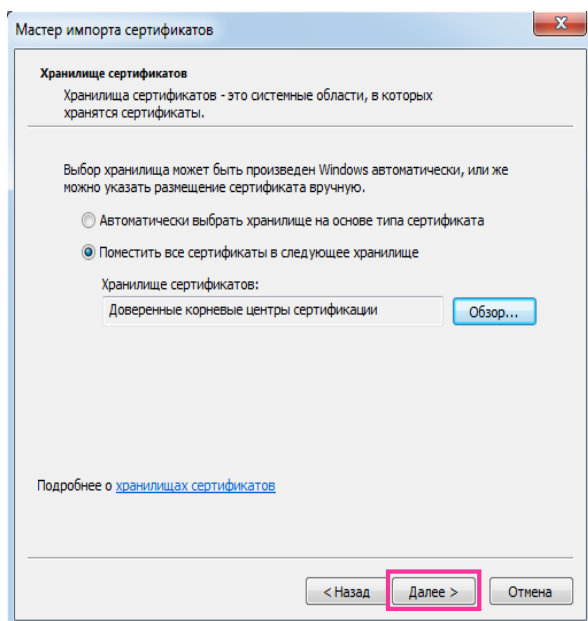 Мастер импорта сертификатов
Хранилище сертификатов
Хранилища сертификатов - это системные области, в которых
хранятся сертификаты.
Выбор хранилища может быть произведен Windows автоматически, или же
можно указать размещение сертификата вручную.
Автоматически выбрать хранилище на основе типа сертификата
Поместить все сертификаты в следующее хранилище
Хранилище сертификатов:
Доверенные корневые центры сертификации
Обзор...
Подробнее о хранилищах сертификатов
< Назад
Далее >
Отмена